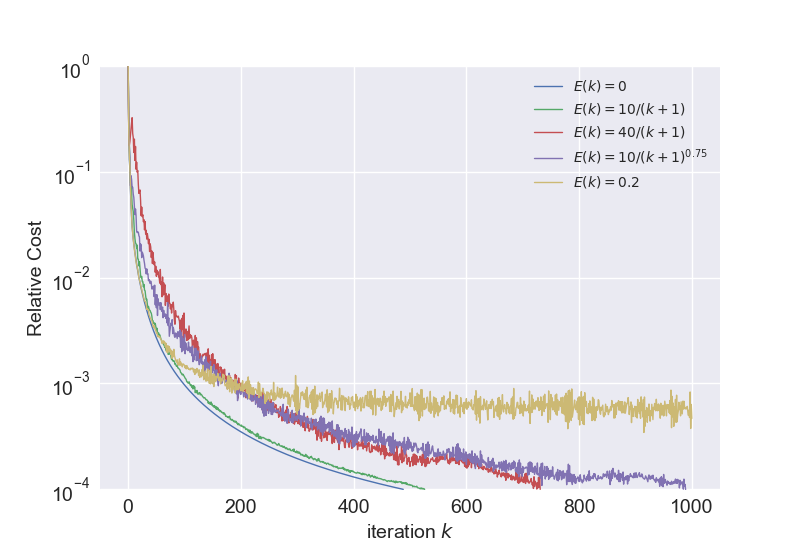 10^0
10^−1
10^−2
10^−3
10^−4
Relative Cost
E(k) = 0
E(k) = 10/(k + 1)
E(k) = 40/(k + 1)
E(k) = 10/(k + 1)^0.75
E(k) = 0.2
0 200 400 600 800 1000
iteration k